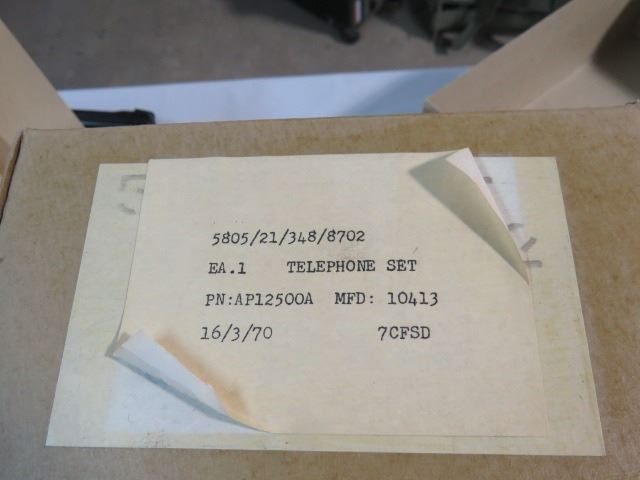 5805/21/348/8702
EA.1 TELEPHONE SET
PN:AP12500A MFD: 10413
16/3/70 7CFSD